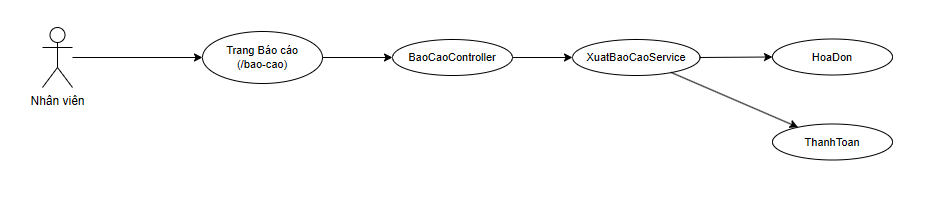 Nhân viên
Trang Báo cáo
(/bao-cao)
BaoCaoController
XuatBaoCaoService
HoaDon
ThanhToan